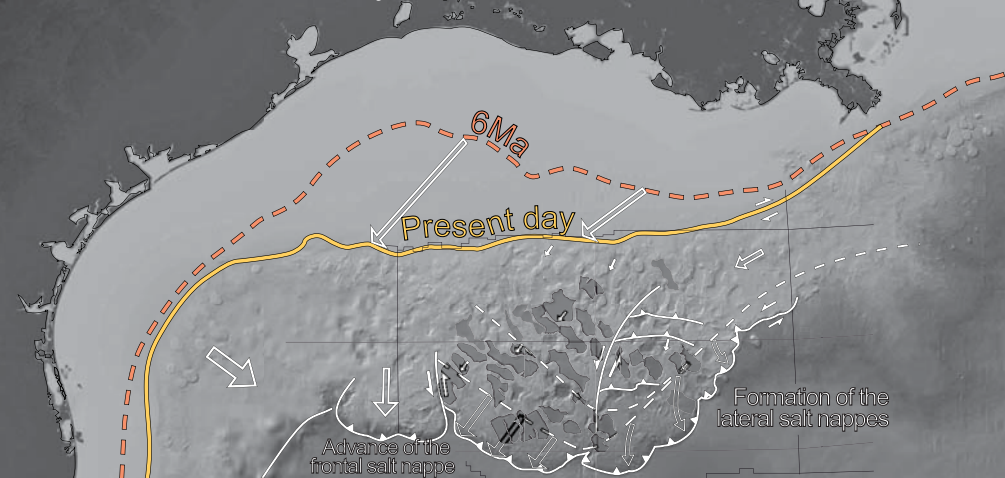 6Ma
Present day
Formation of the
lateral salt nappes
Advance of the
frontal salt nappe